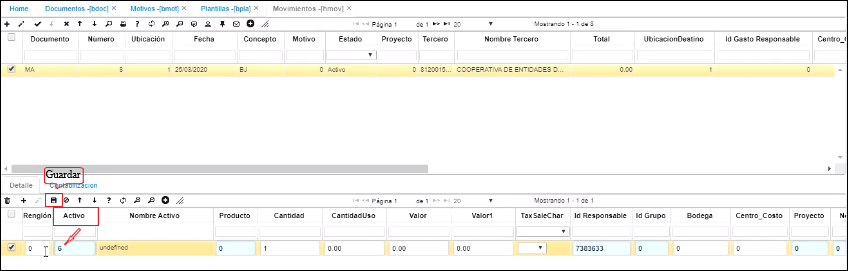 Home Documentos -[bdoc] ✕ Motivos -[bmot] ✕ Plantillas -[bpla] ✕ Movimientos -[hmov] ✕
Página 1 de 1 20 Mostrando 1 - 1 de 8
Documento Número Ubicación Fecha Concepto Motivo Estado Proyecto Tercero Nombre Tercero Total UbicacionDestino Id Gasto Responsable
MA 8 1 25/03/2020 BJ 0 Activo 0 8120015... COOPERATIVA DE ENTIDADES D... 0.00 1 0
Guardar
Detalle
Página 1 de 1 20 Mostrando 1 - 1 de 1
Renglón Activo Nombre Activo Producto Cantidad CantidadUso Valor Valor1 TaxSaleChar Id Responsable Id Grupo Bodega Centro_Costo Proyecto
0 6 undefined 0 1 0.00 0.00 0.00 7383633 0 0 0 0